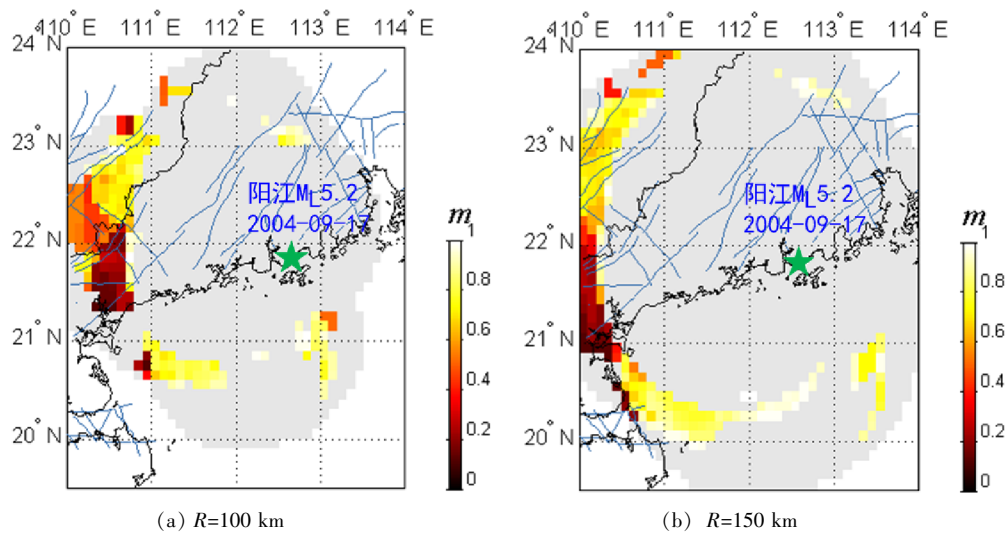 110° E 111° E 112° E 113° E 114° E
24° N
23° N
22° N
21° N
20° N
阳江ML5.2
2004-09-17
m1
0.8
0.6
0.4
0.2
0
(a) R=100 km
110° E 111° E 112° E 113° E 114° E
24° N
23° N
22° N
21° N
20° N
阳江ML5.2
2004-09-17
m1
0.8
0.6
0.4
0.2
0
(b) R=150 km